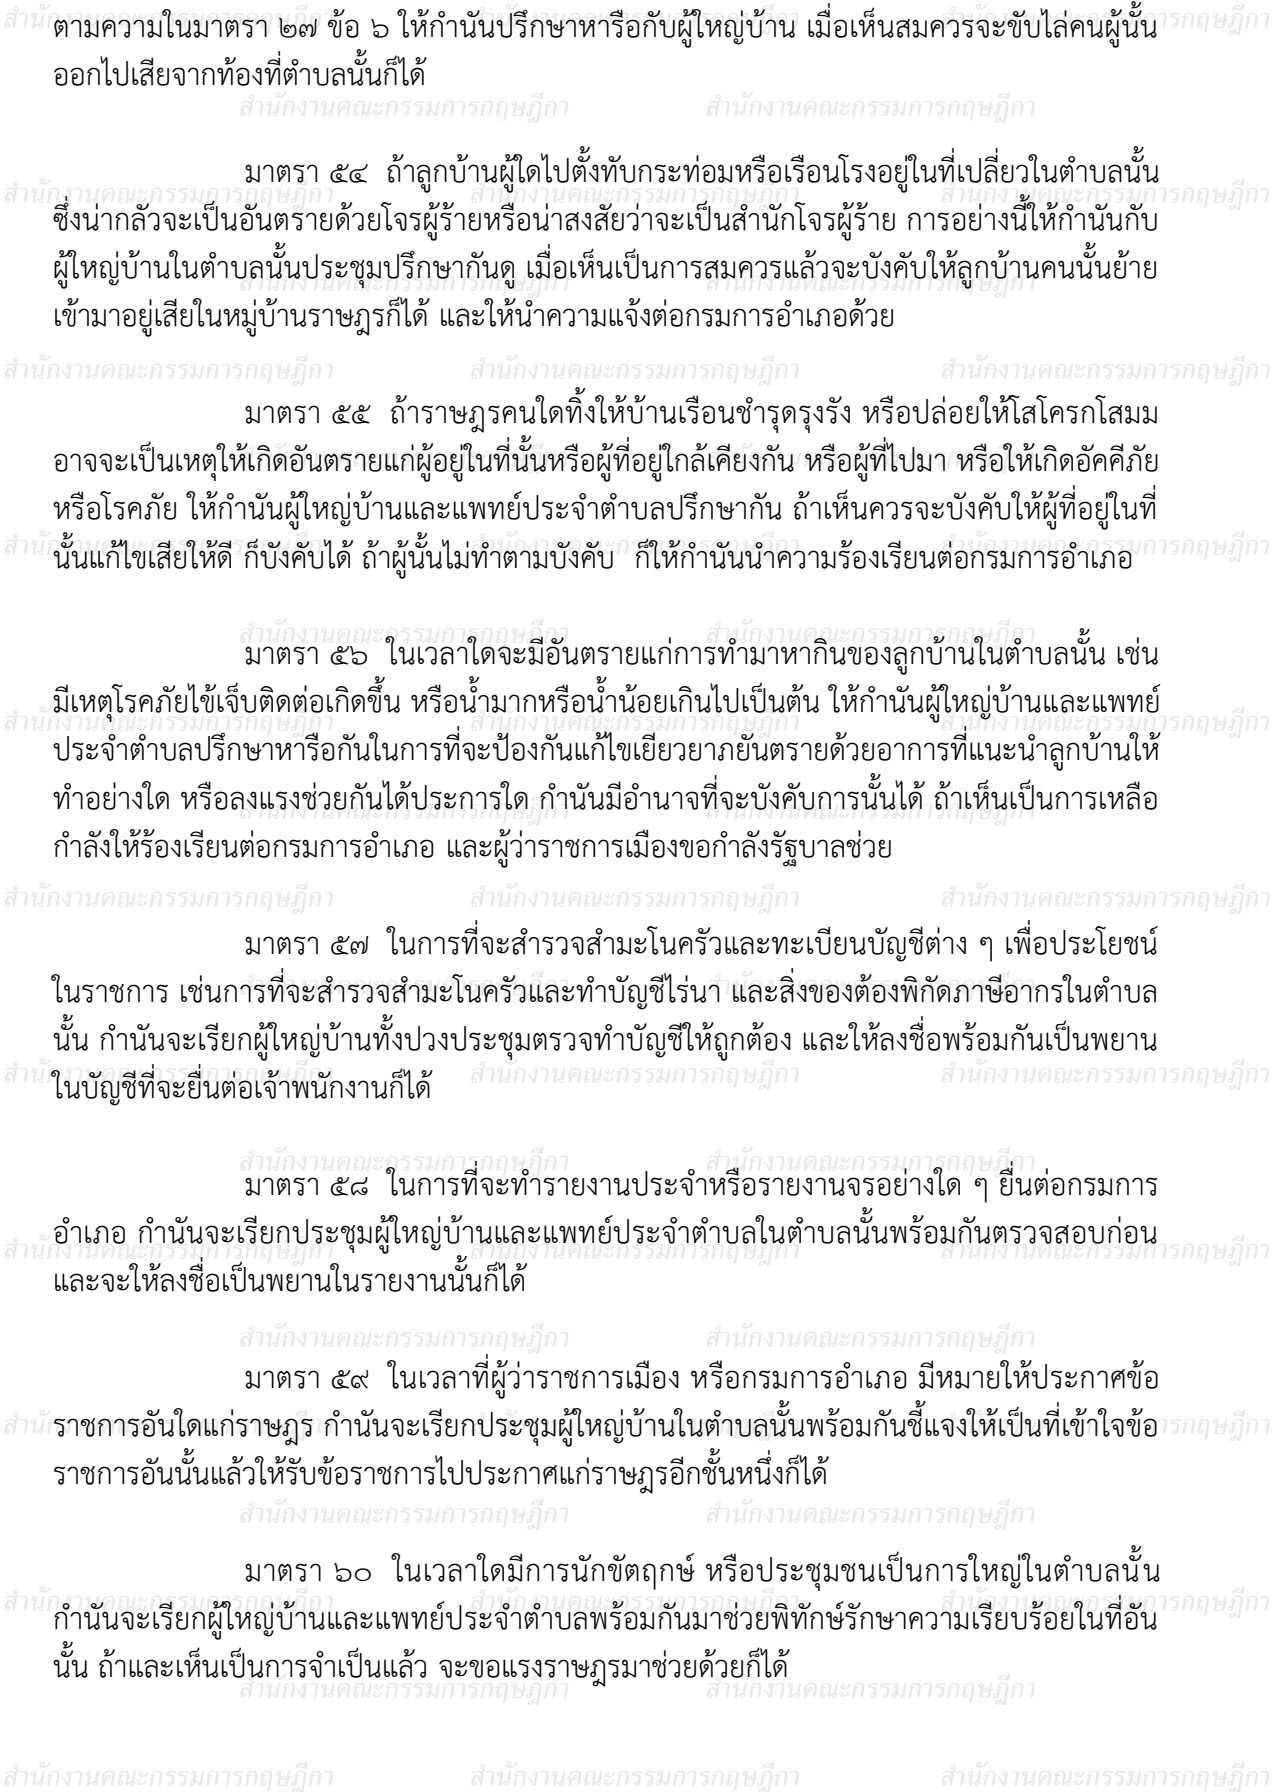 ตามความในมาตรา ๒๗ ข้อ ๖ ให้กำนันปรึกษาหารือกับผู้ใหญ่บ้าน เมื่อเห็นสมควรจะขับไล่คนผู้นั้น
ออกไปเสียจากท้องที่ตำบลนั้นก็ได้
มาตรา ๕๔ ถ้าลูกบ้านผู้ใดไปตั้งทับกระท่อมหรือเรือนโรงอยู่ในที่เปลี่ยวในตำบลนั้น
ซึ่งน่ากลัวจะเป็นอันตรายด้วยโจรผู้ร้ายหรือน่าสงสัยว่าจะเป็นสำนักโจรผู้ร้าย การอย่างนี้ให้กำนันกับ
ผู้ใหญ่บ้านในตำบลนั้นประชุมปรึกษากันดู เมื่อเห็นเป็นการสมควรแล้วจะบังคับให้ลูกบ้านคนนั้นย้าย
เข้ามาอยู่เสียในหมู่บ้านราษฎรก็ได้ และให้นำความแจ้งต่อกรมการอำเภอด้วย
มาตรา ๕๕ ถ้าราษฎรคนใดทิ้งให้บ้านเรือนชำรุดรุงรัง หรือปล่อยให้โสโครกโสมม
อาจจะเป็นเหตุให้เกิดอันตรายแก่ผู้อยู่ในที่นั้นหรือผู้ที่อยู่ใกล้เคียงกัน หรือผู้ที่ไปมา หรือให้เกิดอัคคีภัย
หรือโรคภัย ให้กำนันผู้ใหญ่บ้านและแพทย์ประจำตำบลปรึกษากัน ถ้าเห็นควรจะบังคับให้ผู้ที่อยู่ในที่
นั้นแก้ไขเสียให้ดี ก็บังคับได้ ถ้าผู้นั้นไม่ทำตามบังคับ ก็ให้กำนันนำความร้องเรียนต่อกรมการอำเภอ
มาตรา ๕๖ ในเวลาใดจะมีอันตรายแก่การทำมาหากินของลูกบ้านในตำบลนั้น เช่น
มีเหตุโรคภัยไข้เจ็บติดต่อเกิดขึ้น หรือน้ำมากหรือน้ำน้อยเกินไปเป็นต้น ให้กำนันผู้ใหญ่บ้านและแพทย์
ประจำตำบลปรึกษาหารือกันในการที่จะป้องกันแก้ไขเยียวยาภยันตรายด้วยอาการที่แนะนำลูกบ้านให้
ทำอย่างใด หรือลงแรงช่วยกันได้ประการใด กำนันมีอำนาจที่จะบังคับการนั้นได้ ถ้าเห็นเป็นการเหลือ
กำลังให้ร้องเรียนต่อกรมการอำเภอ และผู้ว่าราชการเมืองขอกำลังรัฐบาลช่วย
มาตรา ๕๗ ในการที่จะสำรวจสำมะโนครัวและทะเบียนบัญชีต่าง ๆ เพื่อประโยชน์
ในราชการ เช่นการที่จะสำรวจสำมะโนครัวและทำบัญชีไร่นา และสิ่งของต้องพิกัดภาษีอากรในตำบล
นั้น กำนันจะเรียกผู้ใหญ่บ้านทั้งปวงประชุมตรวจทำบัญชีให้ถูกต้อง และให้ลงชื่อพร้อมกันเป็นพยาน
ในบัญชีที่จะยื่นต่อเจ้าพนักงานก็ได้
มาตรา ๕๘ ในการที่จะทำรายงานประจำหรือรายงานจรอย่างใด ๆ ยื่นต่อกรมการ
อำเภอ กำนันจะเรียกประชุมผู้ใหญ่บ้านและแพทย์ประจำตำบลในตำบลนั้นพร้อมกันตรวจสอบก่อน
และจะให้ลงชื่อเป็นพยานในรายงานนั้นก็ได้
มาตรา ๕๙ ในเวลาที่ผู้ว่าราชการเมือง หรือกรมการอำเภอ มีหมายให้ประกาศข้อ
ราชการอันใดแก่ราษฎร กำนันจะเรียกประชุมผู้ใหญ่บ้านในตำบลนั้นพร้อมกันชี้แจงให้เป็นที่เข้าใจข้อ
ราชการอันนั้นแล้วให้รับข้อราชการไปประกาศแก่ราษฎรอีกชั้นหนึ่งก็ได้
มาตรา ๖๐ ในเวลาใดมีการนักขัตฤกษ์ หรือประชุมชนเป็นการใหญ่ในตำบลนั้น
กำนันจะเรียกผู้ใหญ่บ้านและแพทย์ประจำตำบลพร้อมกันมาช่วยพิทักษ์รักษาความเรียบร้อยในที่อัน
นั้น ถ้าและเห็นเป็นการจำเป็นแล้ว จะขอแรงราษฎรมาช่วยด้วยก็ได้
สำนักงานคณะกรรมการกฤษฎีกา สำนักงานคณะกรรมการกฤษฎีกา สำนักงานคณะกรรมการกฤษฎีกา